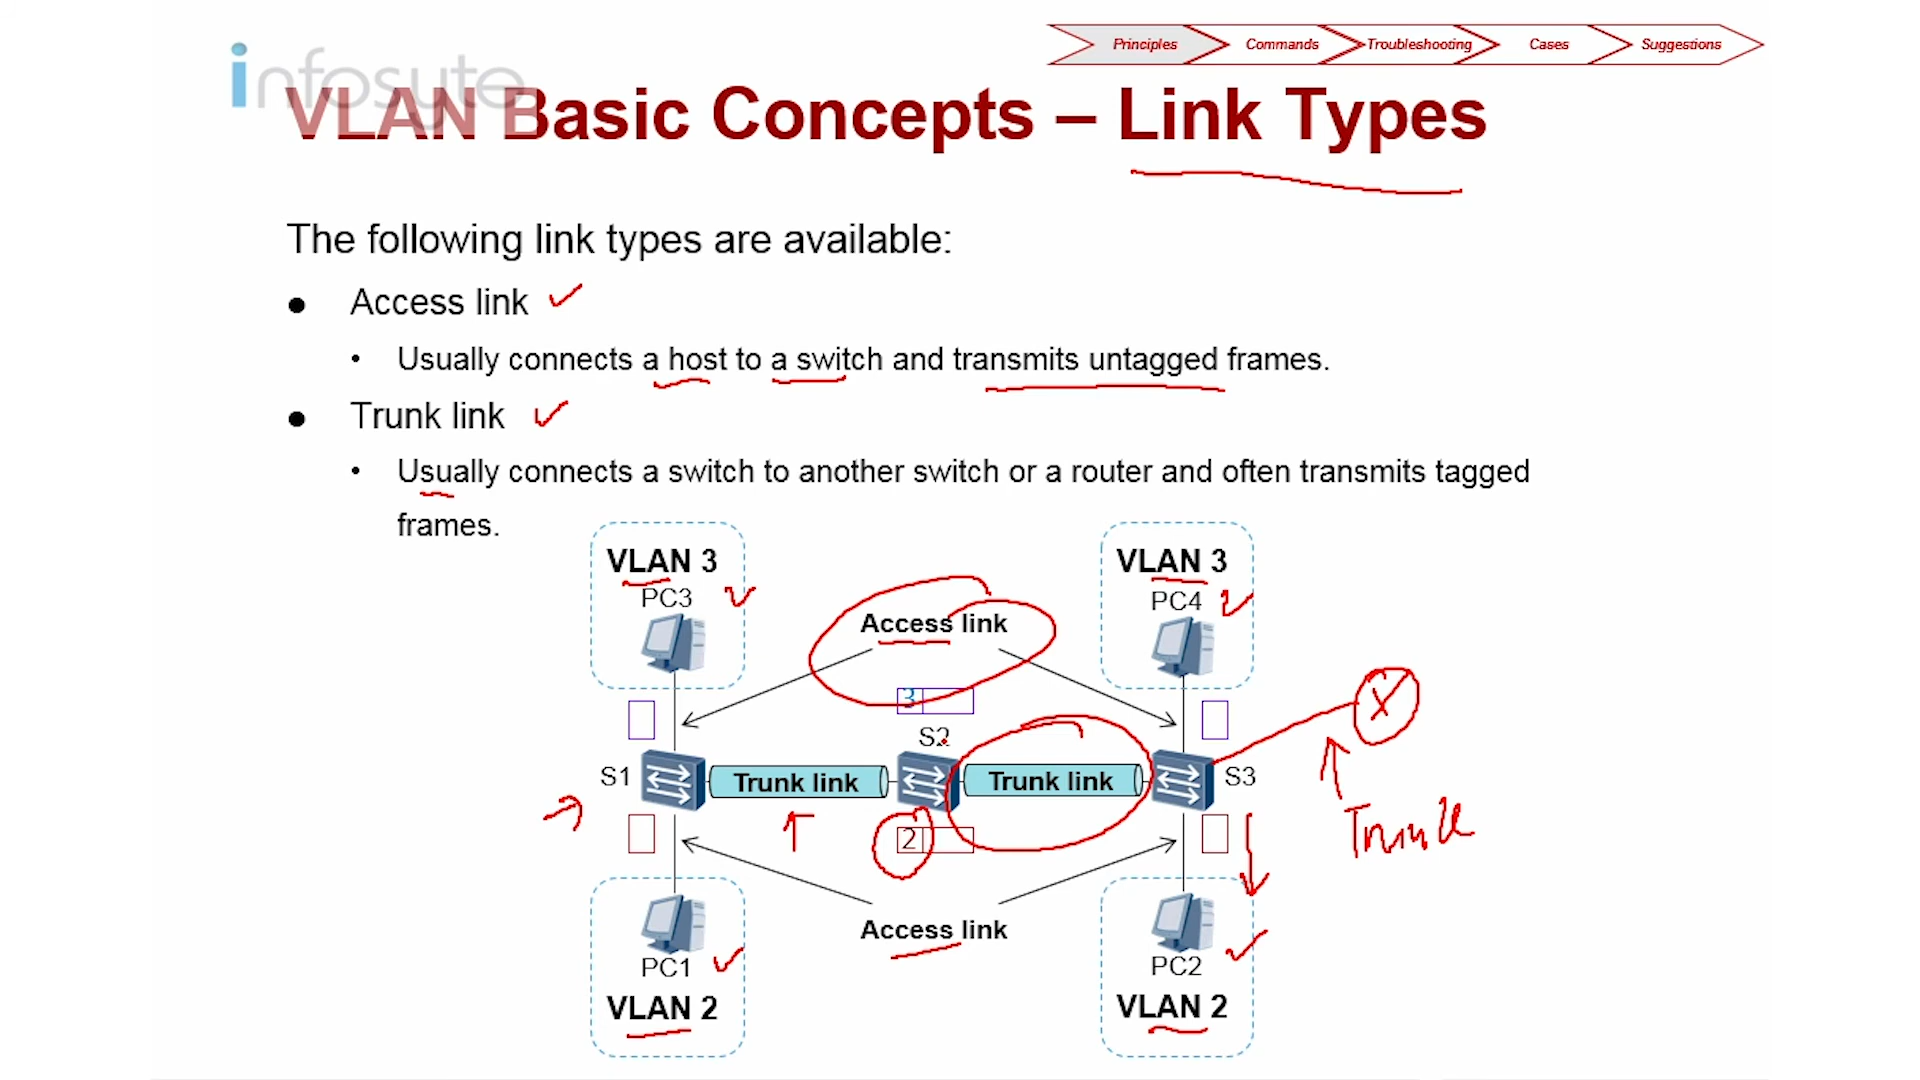 Principles
Commands
Troubleshooting
Cases
Suggestions
infosute
VLAN Basic Concepts – Link Types
The following link types are available:
● Access link
• Usually connects a host to a switch and transmits untagged frames.
● Trunk link
• Usually connects a switch to another switch or a router and often transmits tagged
frames.
VLAN 3
PC3
VLAN 3
PC4
Access link
3
S2
S1
Trunk link
Trunk link
S3
X
Trunk
2
Access link
PC1
VLAN 2
PC2
VLAN 2